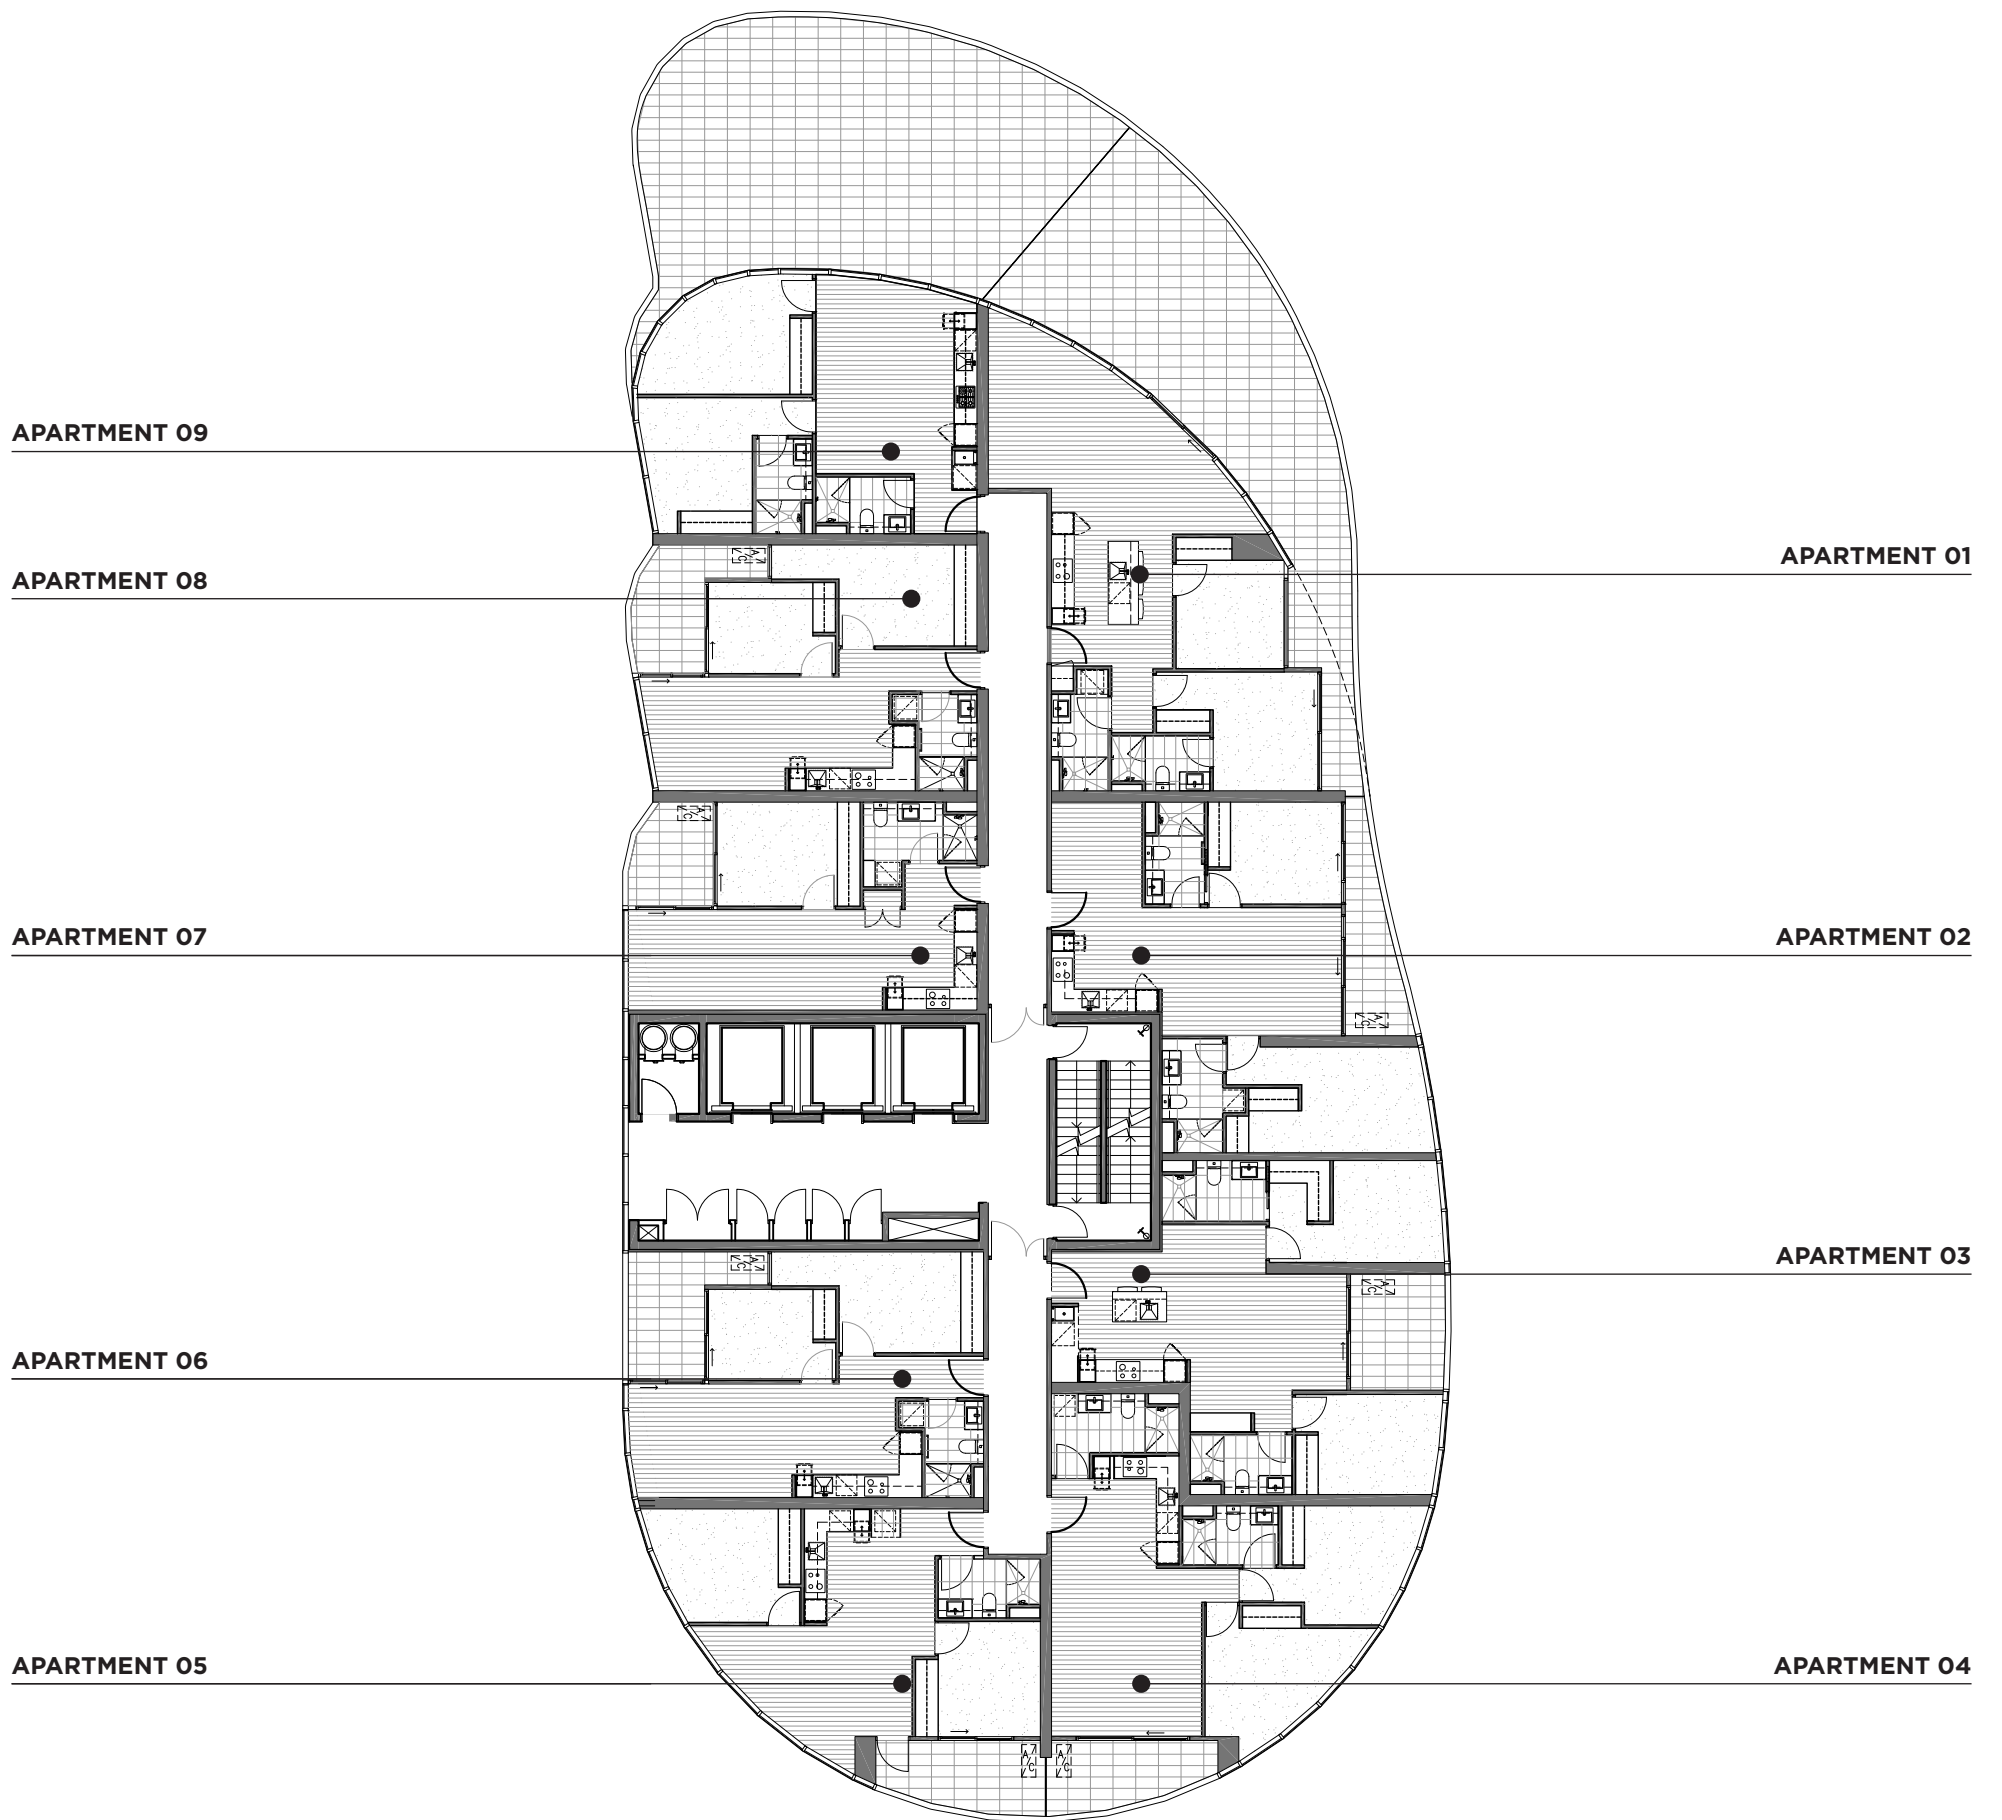 APARTMENT 09
APARTMENT 01
APARTMENT 08
A/C
A/C
APARTMENT 07
APARTMENT 02
A/C
A/C
APARTMENT 03
A/C
APARTMENT 06
APARTMENT 05
APARTMENT 04
A/C
A/C